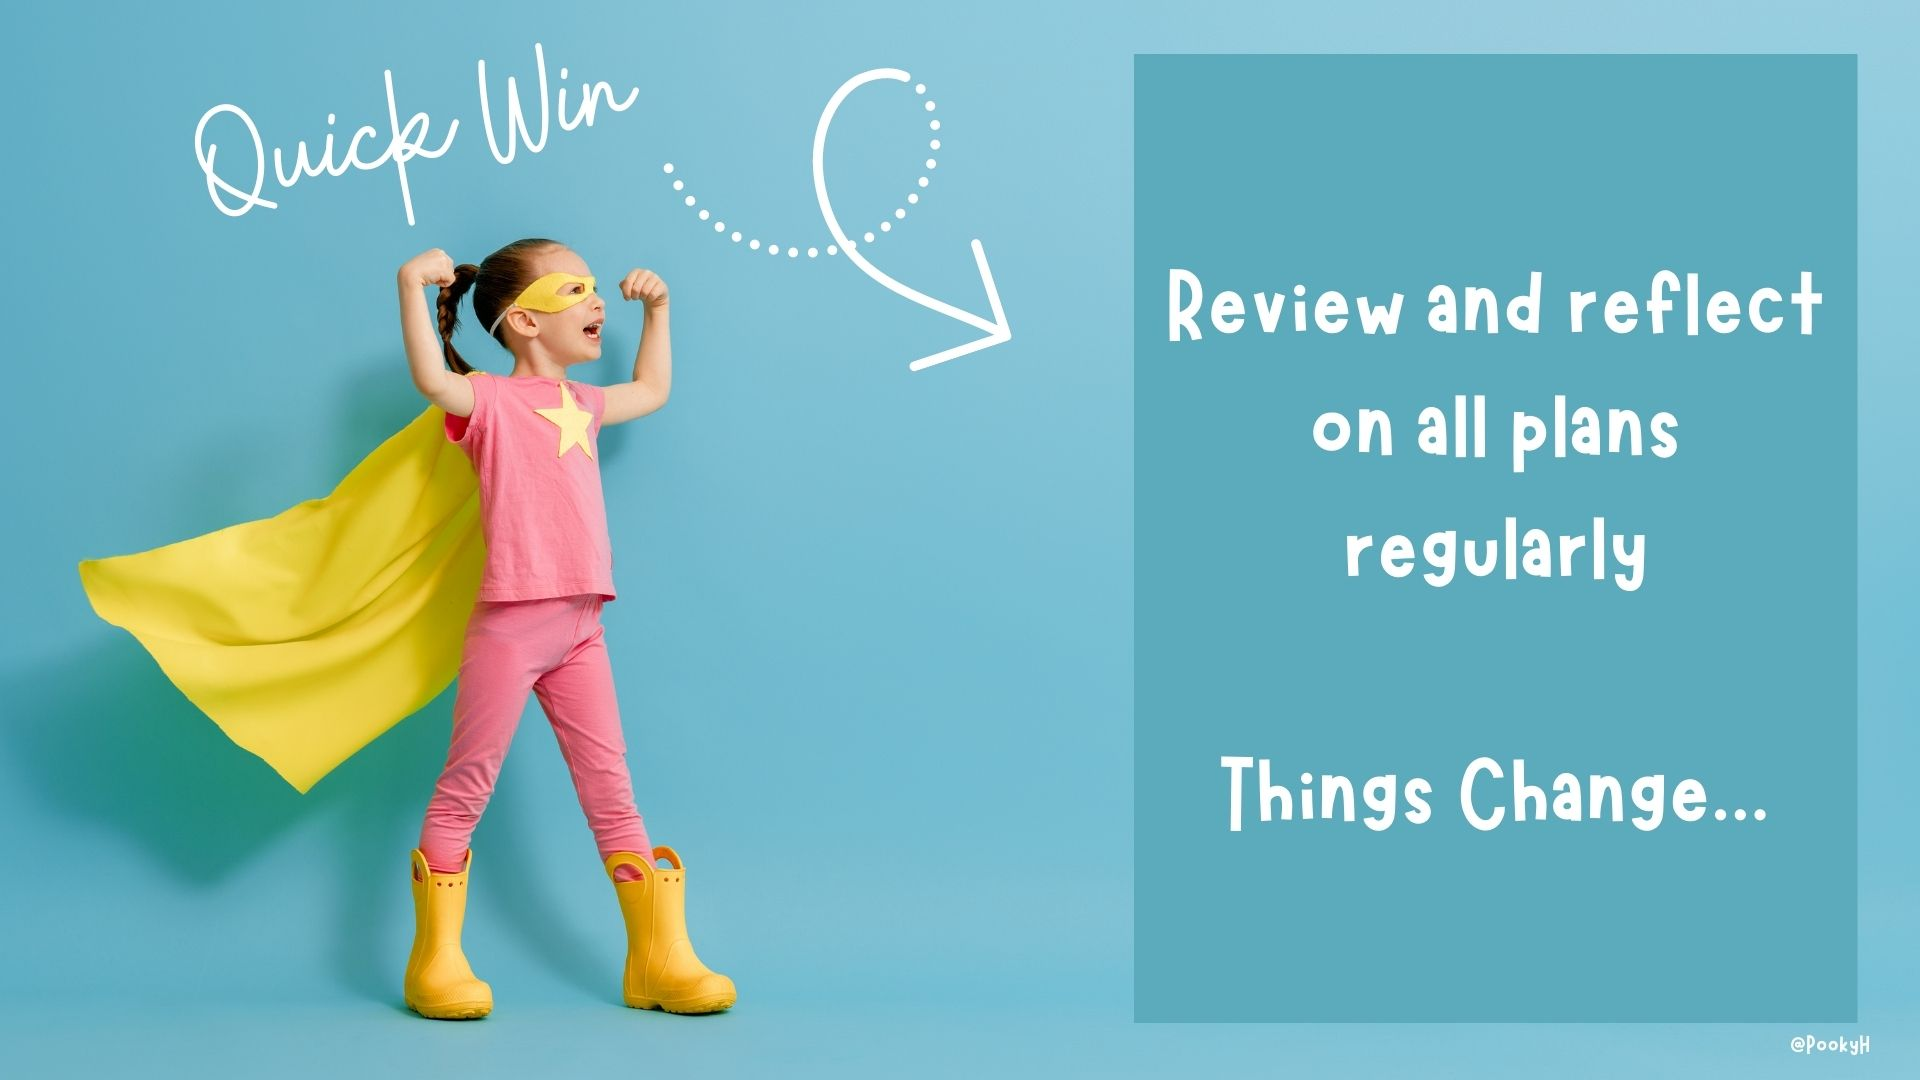 Quick Win
Review and reflect
on all plans
regularly
Things Change...
@PookyH